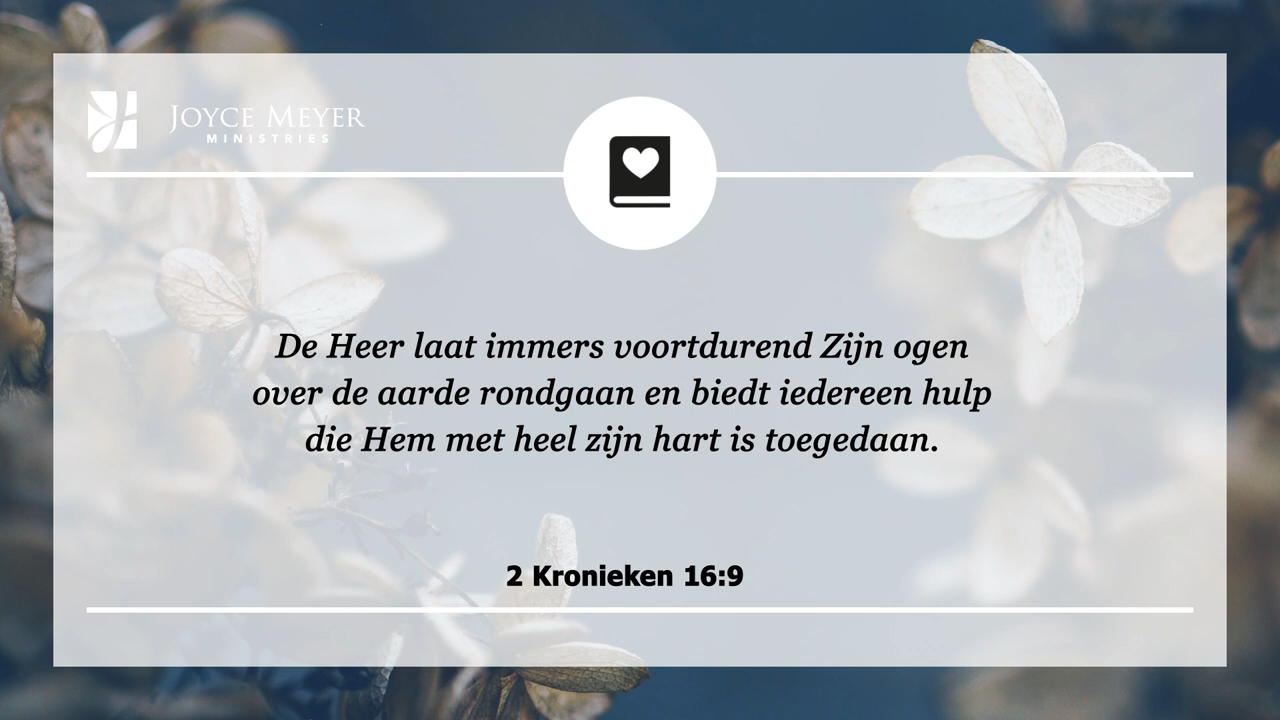 JOYCE MEYER
MINISTRIES
De Heer laat immers voortdurend Zijn ogen
over de aarde rondgaan en biedt iedereen hulp
die Hem met heel zijn hart is toegedaan.
2 Kronieken 16:9